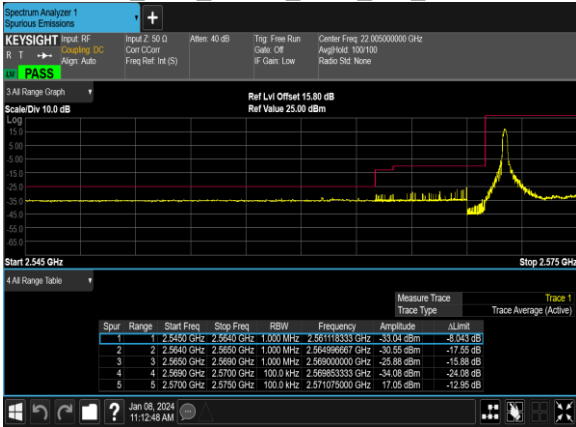 Spectrum Analyzer 1
Spurious Emissions
KEYSIGHT Input: RF
R T Coupling: DC
Align: Auto
LW PASS
Input Z: 50 Ω
Corr CCorr
Freq Ref: Int (S)
Atten: 40 dB
Trig: Free Run
Gate: Off
IF Gain: Low
Center Freq: 22.005000000 GHz
Avg|Hold: 100/100
Radio Std: None
3 All Range Graph
Scale/Div 10.0 dB
Ref Lvl Offset 15.80 dB
Ref Value 25.00 dBm
Log
15.0
5.00
-5.00
-15.0
-25.0
-35.0
-45.0
-55.0
-65.0
Start 2.545 GHz
Stop 2.575 GHz
4 All Range Table
Measure Trace Trace 1
Trace Type Trace Average (Active)
Spur Range Start Freq Stop Freq RBW Frequency Amplitude ΔLimit
1 1 2.5450 GHz 2.5640 GHz 1.000 MHz 2.561118333 GHz -33.04 dBm -8.043 dB
2 2 2.5640 GHz 2.5650 GHz 1.000 MHz 2.564996667 GHz -30.55 dBm -17.55 dB
3 3 2.5650 GHz 2.5690 GHz 1.000 MHz 2.569000000 GHz -25.88 dBm -15.88 dB
4 4 2.5690 GHz 2.5700 GHz 100.0 kHz 2.569853333 GHz -34.08 dBm -24.08 dB
5 5 2.5700 GHz 2.5750 GHz 100.0 kHz 2.571075000 GHz 17.05 dBm -12.95 dB
Jan 08, 2024
11:12:48 AM